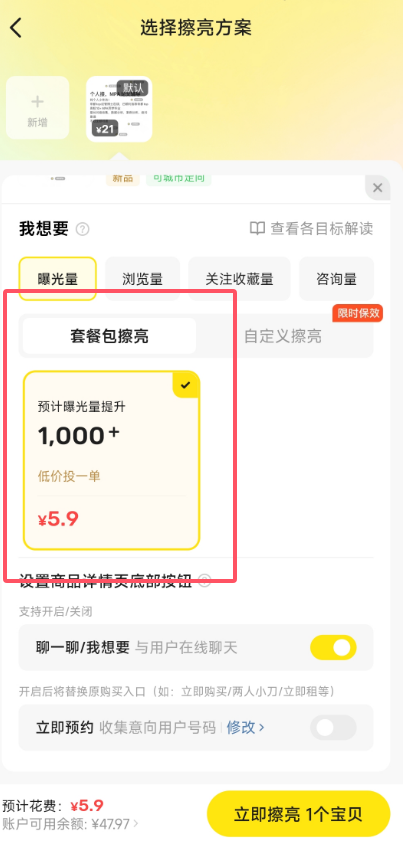 选择擦亮方案
新增
默认
¥21
新品
可城市定向
我想要
查看各目标解读
曝光量
浏览量
关注收藏量
咨询量
限时保效
套餐包擦亮
自定义擦亮
预计曝光量提升
1,000+
低价投一单
¥5.9
设置商品详情页底部按钮
支持开启/关闭
聊一聊/我想要 与用户在线聊天
开启后将替换原购买入口（如：立即购买/两人小刀/立即租等）
立即预约 收集意向用户号码 修改 >
预计花费：¥5.9
账户可用余额: ¥47.97 >
立即擦亮 1个宝贝